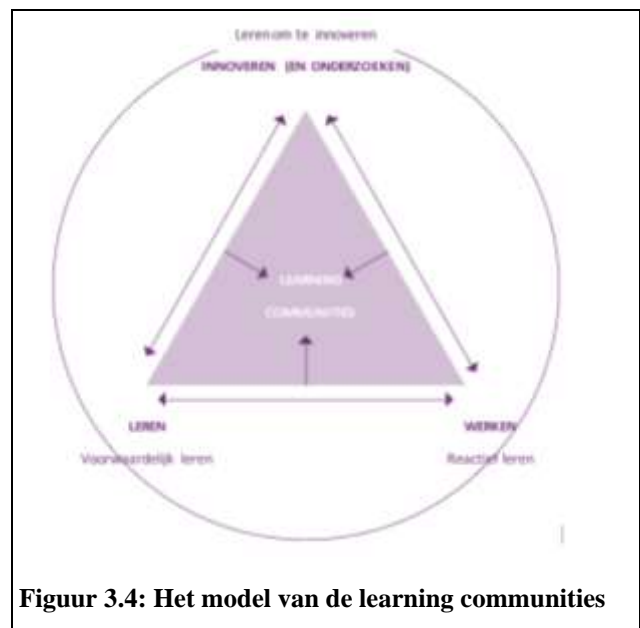 Leren om te innoveren
INNOVEREN (EN ONDERZOEKEN)
LEARNING
COMMUNITIES
LEREN
WERKEN
Voorwaardelijk leren
Reactief leren
Figuur 3.4: Het model van de learning communities